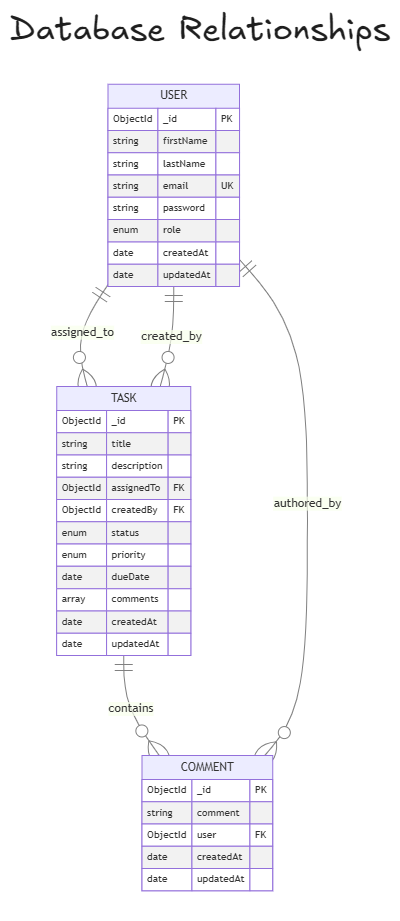 Database Relationships
USER
ObjectId _id PK
string firstName
string lastName
string email UK
string password
enum role
date createdAt
date updatedAt
assigned_to
created_by
TASK
ObjectId _id PK
string title
string description
ObjectId assignedTo FK
ObjectId createdBy FK
enum status
enum priority
date dueDate
array comments
date createdAt
date updatedAt
authored_by
contains
COMMENT
ObjectId _id PK
string comment
ObjectId user FK
date createdAt
date updatedAt